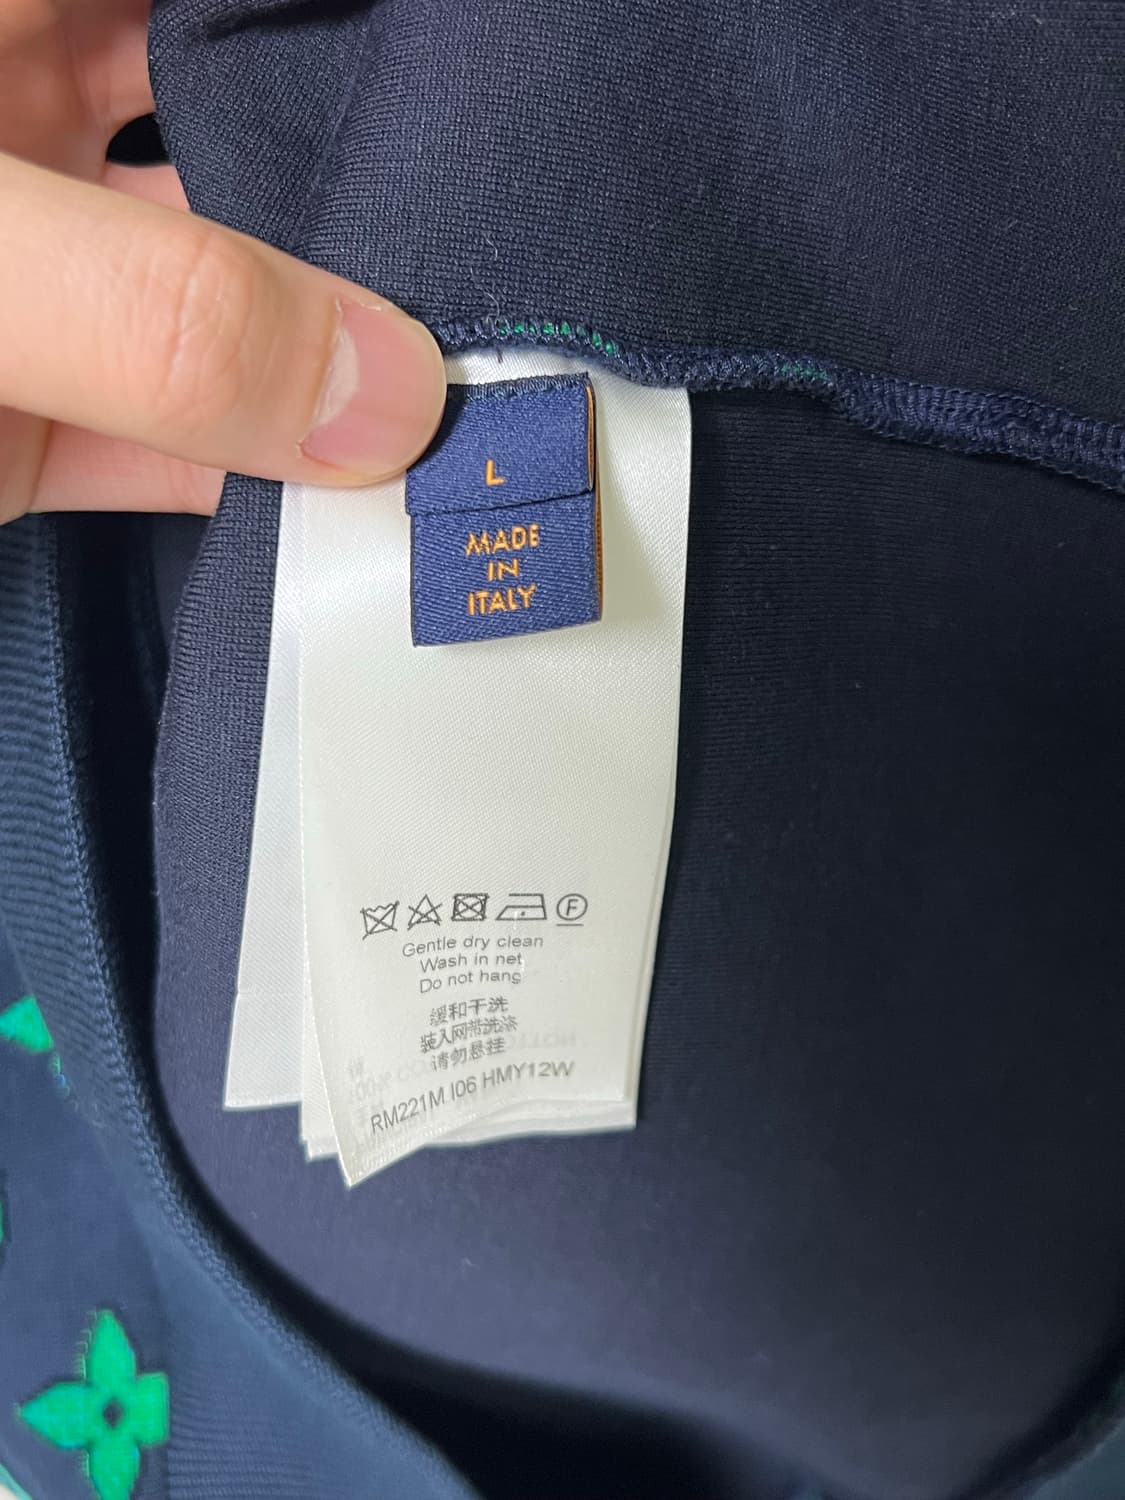 L
MADE
IN
ITALY
F
Gentle dry clean
Wash in net
Do not hang
缓和干洗
装入网带洗涤
请勿悬挂
RM221M I06 HMY12W